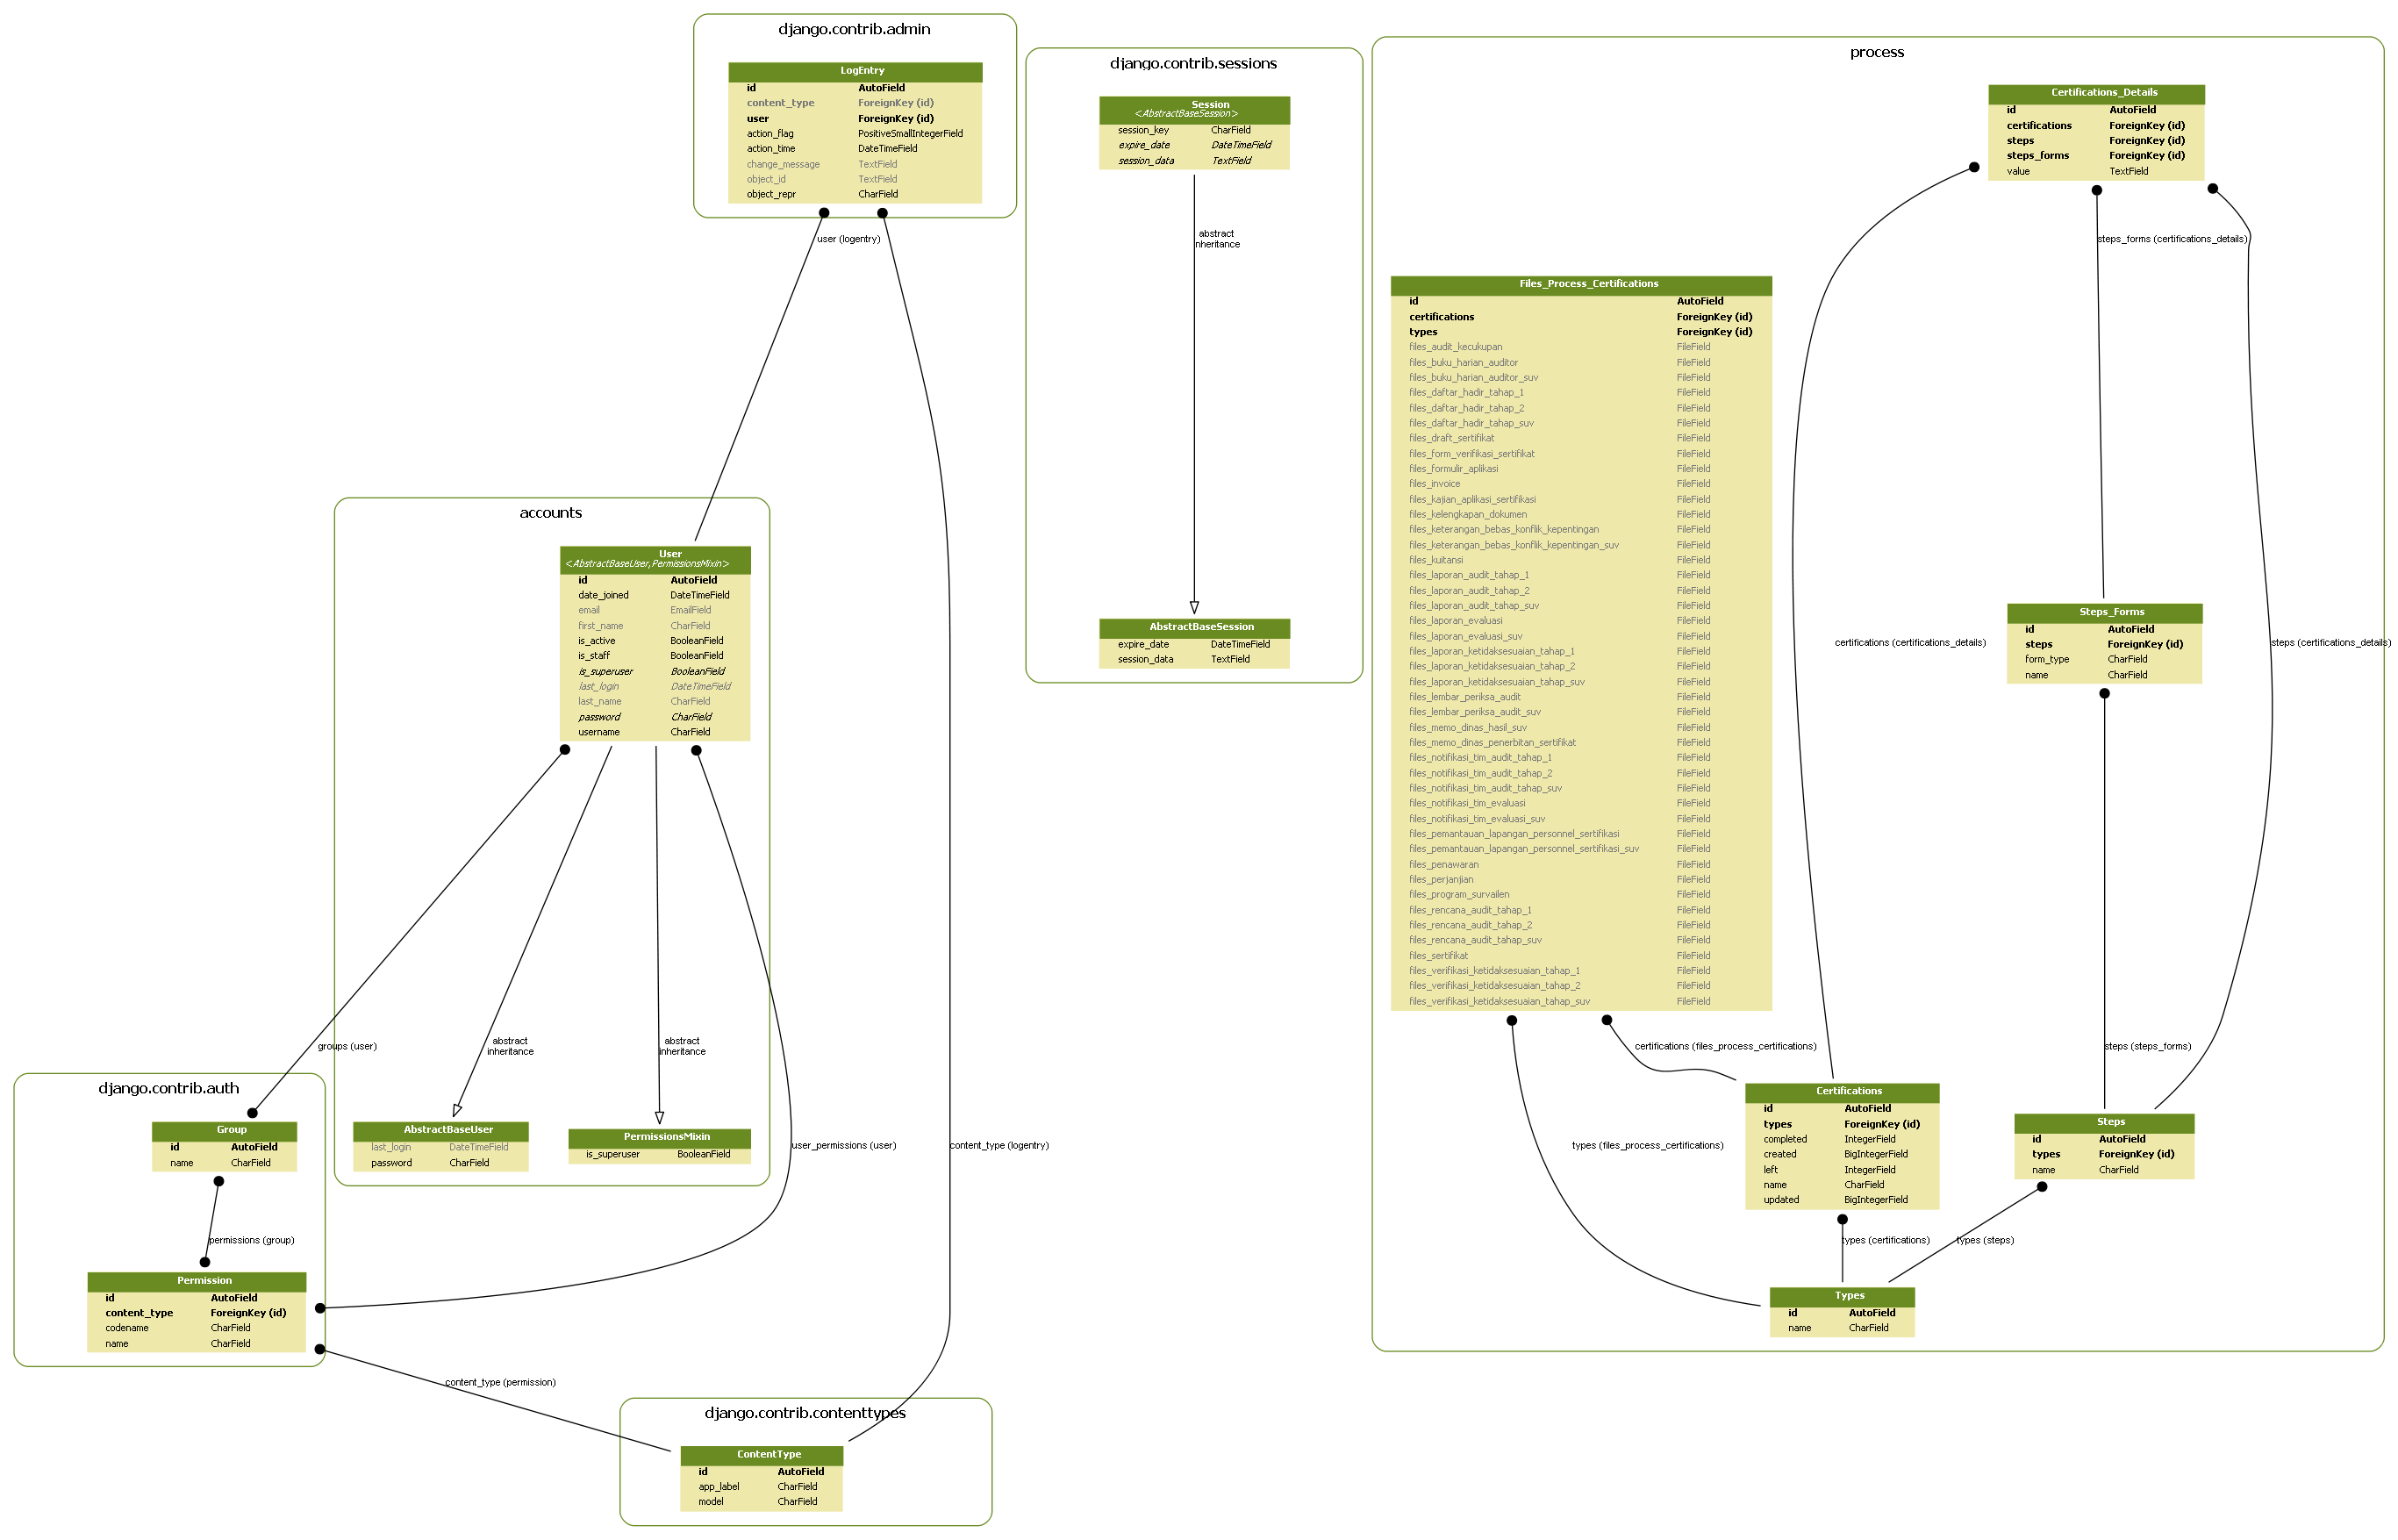 django.contrib.admin
LogEntry
id AutoField
content_type ForeignKey (id)
user ForeignKey (id)
action_flag PositiveSmallIntegerField
action_time DateTimeField
change_message TextField
object_id TextField
object_repr CharField
user (logentry)
django.contrib.sessions
Session
<AbstractBaseSession>
session_key CharField
expire_date DateTimeField
session_data TextField
abstract
inheritance
AbstractBaseSession
expire_date DateTimeField
session_data TextField
accounts
User
<AbstractBaseUser,PermissionsMixin>
id AutoField
date_joined DateTimeField
email EmailField
first_name CharField
is_active BooleanField
is_staff BooleanField
is_superuser BooleanField
last_login DateTimeField
last_name CharField
password CharField
username CharField
groups (user)
abstract
inheritance
abstract
inheritance
user_permissions (user)
content_type (logentry)
AbstractBaseUser
last_login DateTimeField
password CharField
PermissionsMixin
is_superuser BooleanField
django.contrib.auth
Group
id AutoField
name CharField
permissions (group)
Permission
id AutoField
content_type ForeignKey (id)
codename CharField
name CharField
content_type (permission)
django.contrib.contenttypes
ContentType
id AutoField
app_label CharField
model CharField
process
Certifications_Details
id AutoField
certifications ForeignKey (id)
steps ForeignKey (id)
steps_forms ForeignKey (id)
value TextField
steps_forms (certifications_details)
Files_Process_Certifications
id AutoField
certifications ForeignKey (id)
types ForeignKey (id)
files_audit_kecukupan FileField
files_buku_harian_auditor FileField
files_buku_harian_auditor_suv FileField
files_daftar_hadir_tahap_1 FileField
files_daftar_hadir_tahap_2 FileField
files_daftar_hadir_tahap_suv FileField
files_draft_sertifikat FileField
files_form_verifikasi_sertifikat FileField
files_formulir_aplikasi FileField
files_invoice FileField
files_kajian_aplikasi_sertifikasi FileField
files_kelengkapan_dokumen FileField
files_keterangan_bebas_konflik_kepentingan FileField
files_keterangan_bebas_konflik_kepentingan_suv FileField
files_kuitansi FileField
files_laporan_audit_tahap_1 FileField
files_laporan_audit_tahap_2 FileField
files_laporan_audit_tahap_suv FileField
files_laporan_evaluasi FileField
files_laporan_evaluasi_suv FileField
files_laporan_ketidaksesuaian_tahap_1 FileField
files_laporan_ketidaksesuaian_tahap_2 FileField
files_laporan_ketidaksesuaian_tahap_suv FileField
files_lembar_periksa_audit FileField
files_lembar_periksa_audit_suv FileField
files_memo_dinas_hasil_suv FileField
files_memo_dinas_penerbitan_sertifikat FileField
files_notifikasi_tim_audit_tahap_1 FileField
files_notifikasi_tim_audit_tahap_2 FileField
files_notifikasi_tim_audit_tahap_suv FileField
files_notifikasi_tim_evaluasi FileField
files_notifikasi_tim_evaluasi_suv FileField
files_pemantauan_lapangan_personnel_sertifikasi FileField
files_pemantauan_lapangan_personnel_sertifikasi_suv FileField
files_penawaran FileField
files_perjanjian FileField
files_program_survailen FileField
files_rencana_audit_tahap_1 FileField
files_rencana_audit_tahap_2 FileField
files_rencana_audit_tahap_suv FileField
files_sertifikat FileField
files_verifikasi_ketidaksesuaian_tahap_1 FileField
files_verifikasi_ketidaksesuaian_tahap_2 FileField
files_verifikasi_ketidaksesuaian_tahap_suv FileField
certifications (certifications_details)
Steps_Forms
id AutoField
steps ForeignKey (id)
form_type CharField
name CharField
steps (certifications_details)
certifications (files_process_certifications)
steps (steps_forms)
types (files_process_certifications)
Certifications
id AutoField
types ForeignKey (id)
completed IntegerField
created BigIntegerField
left IntegerField
name CharField
updated BigIntegerField
Steps
id AutoField
types ForeignKey (id)
name CharField
types (certifications)
types (steps)
Types
id AutoField
name CharField